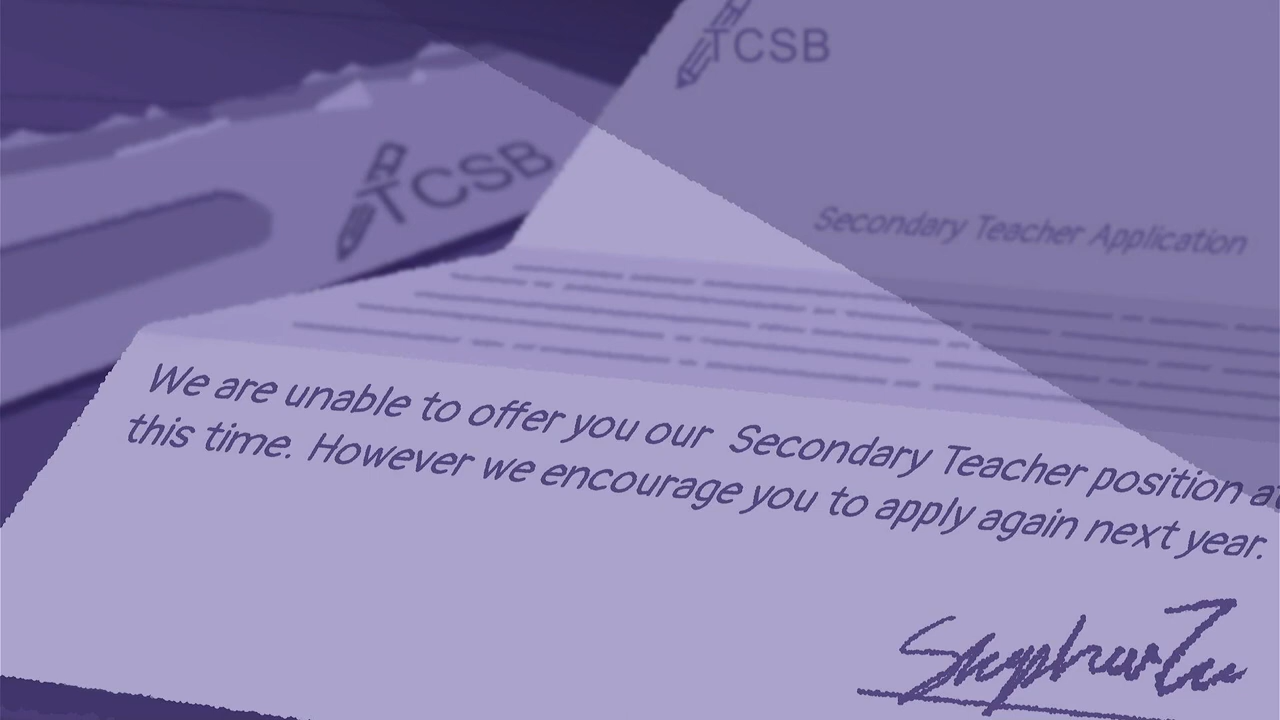 TCSB
TCSB
Secondary Teacher Application
We are unable to offer you our Secondary Teacher position at
this time. However we encourage you to apply again next year.